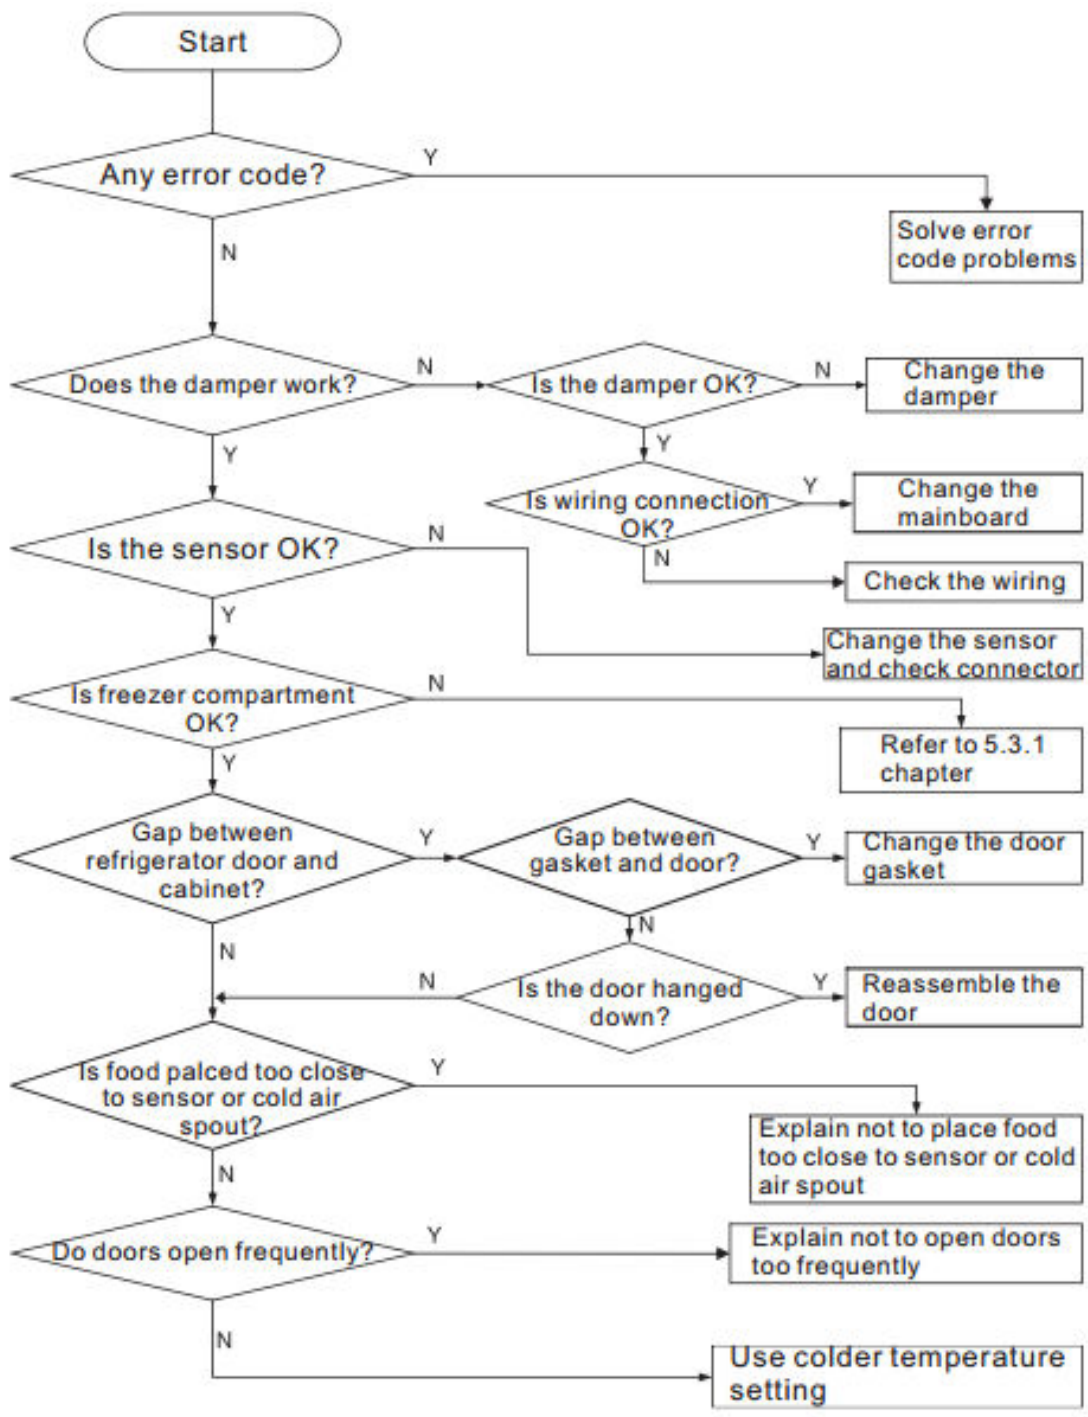 Start
Any error code?
Y
Solve error
code problems
N
Does the damper work?
N
Is the damper OK?
N
Change the
damper
Y
Y
Is wiring connection
OK?
Y
Change the
mainboard
N
Check the wiring
Is the sensor OK?
N
Change the sensor
and check connector
Y
Is freezer compartment
OK?
N
Refer to 5.3.1
chapter
Y
Gap between
refrigerator door and
cabinet?
Y
Gap between
gasket and door?
Y
Change the door
gasket
N
N
Is the door hanged
down?
N
Y
Reassemble the
door
Is food palced too close
to sensor or cold air
spout?
Y
Explain not to place food
too close to sensor or cold
air spout
N
Do doors open frequently?
Y
Explain not to open doors
too frequently
N
Use colder temperature
setting